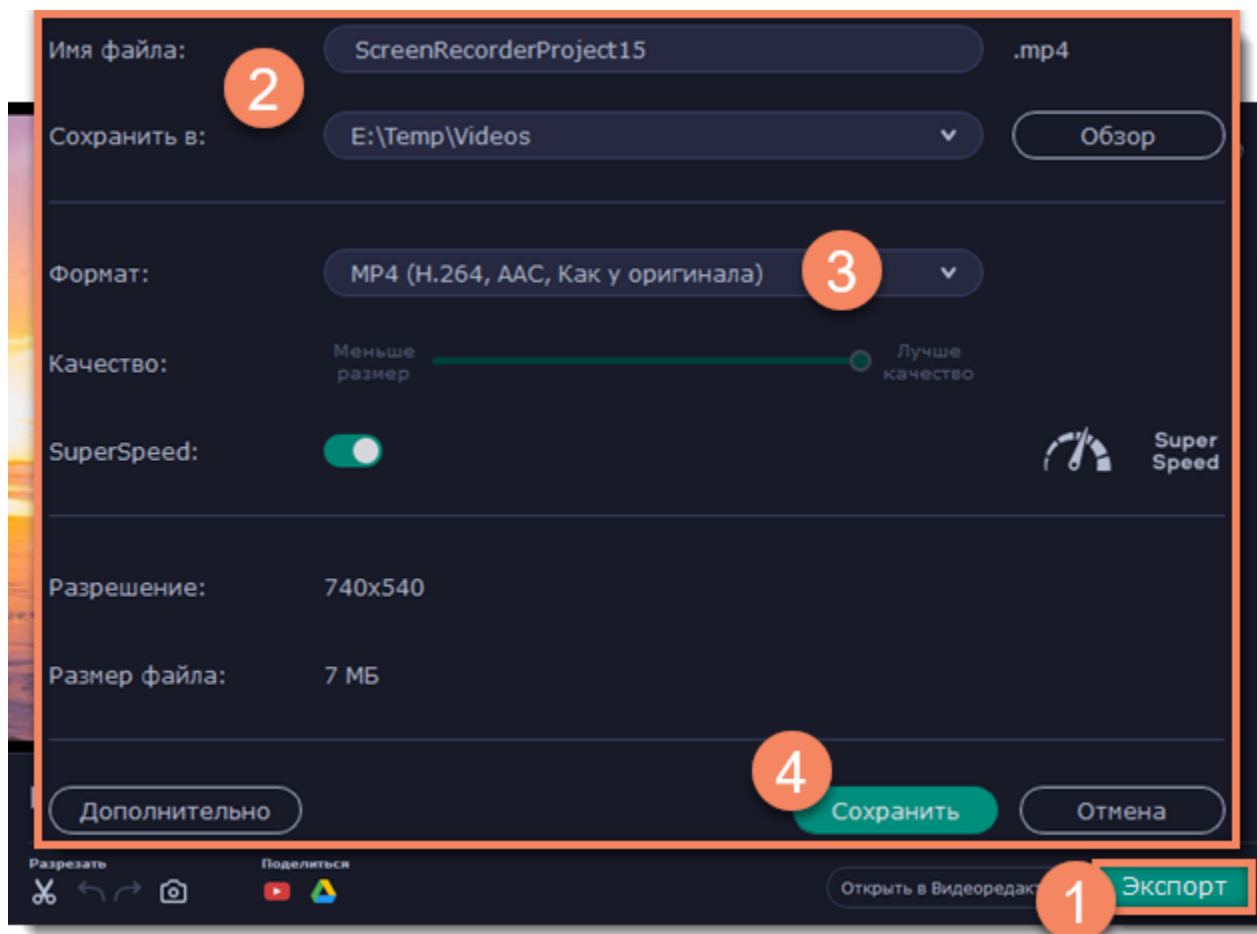 Имя файла: ScreenRecorderProject15 .mp4
2
Сохранить в: E:\Temp\Videos Обзор
Формат: MP4 (H.264, AAC, Как у оригинала) 3
Качество: Меньше размер Лучше качество
SuperSpeed: Super Speed
Разрешение: 740x540
Размер файла: 7 МБ
4
Дополнительно Сохранить Отмена
Разрезать Поделиться
Открыть в 1 Экспорт